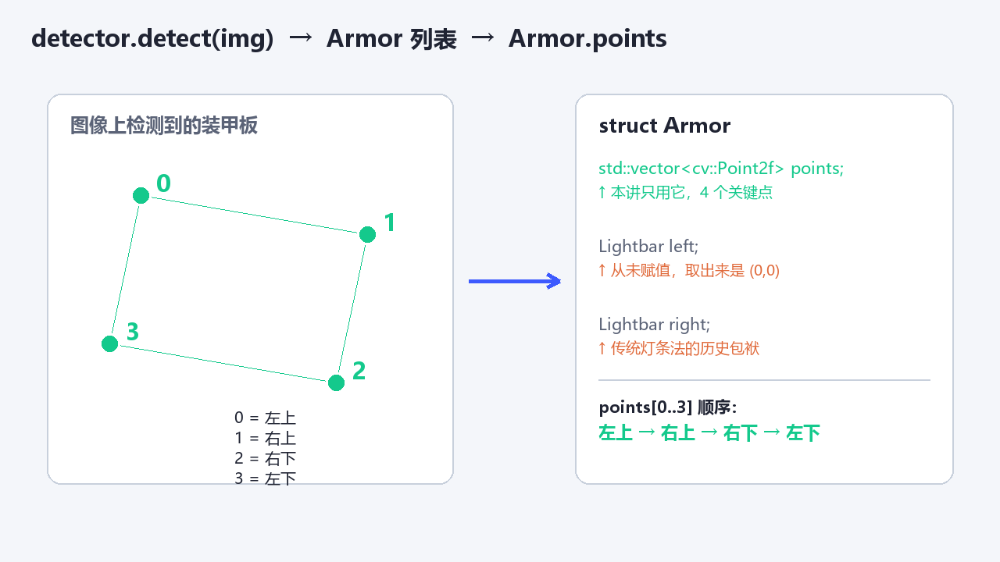 detector.detect(img) → Armor 列表 → Armor.points
图像上检测到的装甲板
0
1
3
2
0 = 左上
1 = 右上
2 = 右下
3 = 左下
struct Armor
std::vector<cv::Point2f> points;
↑ 本讲只用它，4 个关键点
Lightbar left;
↑ 从未赋值，取出来是 (0,0)
Lightbar right;
↑ 传统灯条法的历史包袱
points[0..3] 顺序：
左上 → 右上 → 右下 → 左下